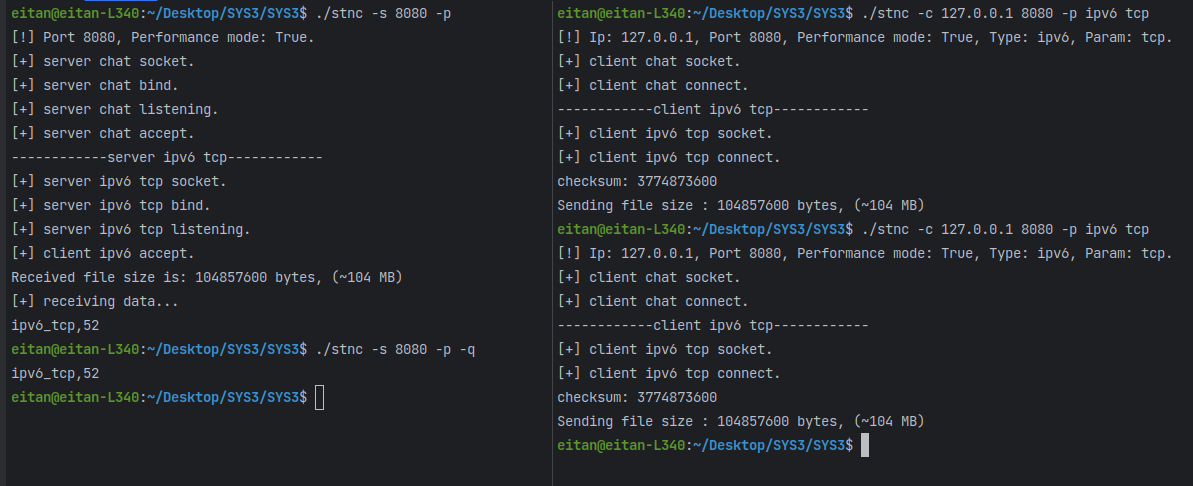 eitan@eitan-L340:~/Desktop/SYS3/SYS3$ ./stnc -s 8080 -p
[!] Port 8080, Performance mode: True.
[+] server chat socket.
[+] server chat bind.
[+] server chat listening.
[+] server chat accept.
------------server ipv6 tcp------------
[+] server ipv6 tcp socket.
[+] server ipv6 tcp bind.
[+] server ipv6 tcp listening.
[+] client ipv6 accept.
Received file size is: 104857600 bytes, (~104 MB)
[+] receiving data...
ipv6_tcp,52
eitan@eitan-L340:~/Desktop/SYS3/SYS3$ ./stnc -s 8080 -p -q
ipv6_tcp,52
eitan@eitan-L340:~/Desktop/SYS3/SYS3$
eitan@eitan-L340:~/Desktop/SYS3/SYS3$ ./stnc -c 127.0.0.1 8080 -p ipv6 tcp
[!] Ip: 127.0.0.1, Port 8080, Performance mode: True, Type: ipv6, Param: tcp.
[+] client chat socket.
[+] client chat connect.
------------client ipv6 tcp------------
[+] client ipv6 tcp socket.
[+] client ipv6 tcp connect.
checksum: 3774873600
Sending file size : 104857600 bytes, (~104 MB)
eitan@eitan-L340:~/Desktop/SYS3/SYS3$ ./stnc -c 127.0.0.1 8080 -p ipv6 tcp
[!] Ip: 127.0.0.1, Port 8080, Performance mode: True, Type: ipv6, Param: tcp.
[+] client chat socket.
[+] client chat connect.
------------client ipv6 tcp------------
[+] client ipv6 tcp socket.
[+] client ipv6 tcp connect.
checksum: 3774873600
Sending file size : 104857600 bytes, (~104 MB)
eitan@eitan-L340:~/Desktop/SYS3/SYS3$